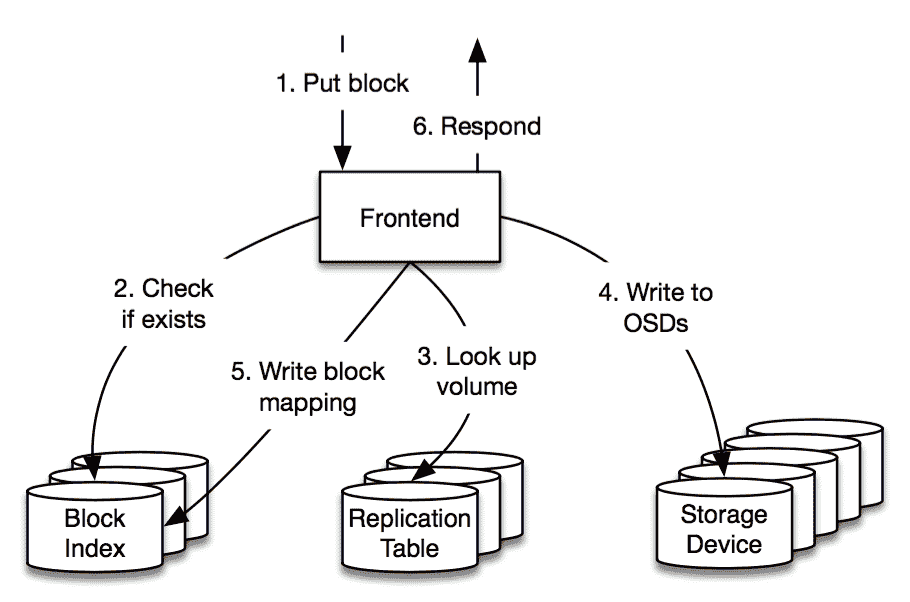 1. Put block
6. Respond
Frontend
2. Check
if exists
4. Write to
OSDs
5. Write block
mapping
3. Look up
volume
Block
Index
Replication
Table
Storage
Device